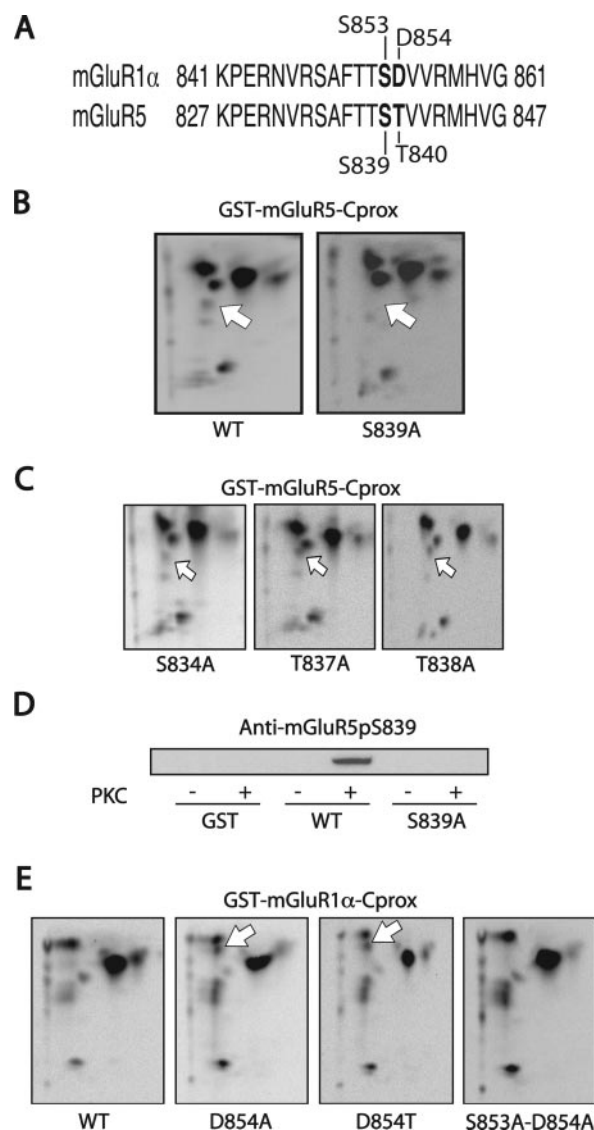 A
S853
D854
mGluR1α 841 KPERNVRSAFTTSDVVRMHVG 861
mGluR5 827 KPERNVRSAFTTSTVVRMHVG 847
S839
T840
B
GST-mGluR5-Cprox
WT S839A
C
GST-mGluR5-Cprox
S834A T837A T838A
D
Anti-mGluR5pS839
PKC - + - + - +
GST WT S839A
E
GST-mGluR1α-Cprox
WT D854A D854T S853A-D854A